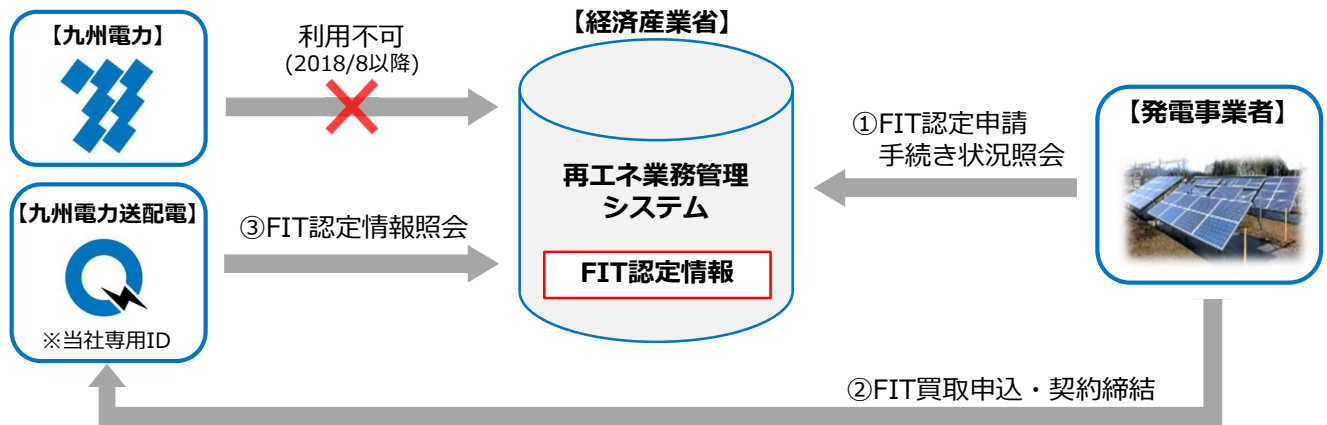 【九州電力】
利用不可
(2018/8以降)
【経済産業省】
【発電事業者】
①FIT認定申請
手続き状況照会
再エネ業務管理
システム
FIT認定情報
【九州電力送配電】
③FIT認定情報照会
※当社専用ID
②FIT買取申込・契約締結